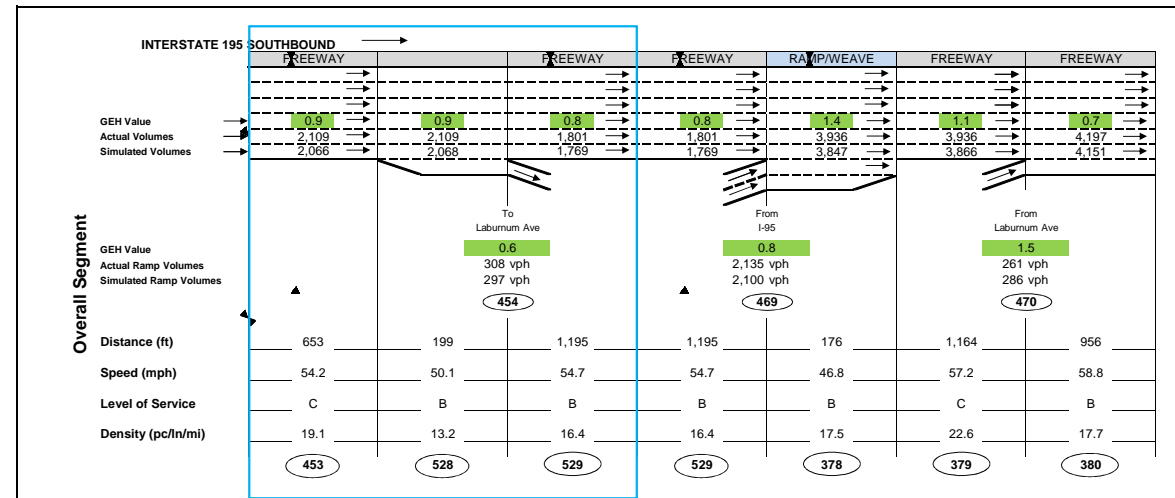 INTERSTATE 195 SOUTHBOUND
FREEWAY FREEWAY FREEWAY RAMP/WEAVE FREEWAY FREEWAY
GEH Value 0.9 0.9 0.8 0.8 1.4 1.1 0.7
Actual Volumes 2,109 2,109 1,801 1,801 3,936 3,936 4,197
Simulated Volumes 2,066 2,068 1,769 1,769 3,847 3,866 4,151
To From From
Laburnum Ave I-95 Laburnum Ave
GEH Value 0.6 0.8 1.5
Actual Ramp Volumes 308 vph 2,135 vph 261 vph
Simulated Ramp Volumes 297 vph 2,100 vph 286 vph
454 469 470
Overall Segment
Distance (ft) 653 199 1,195 1,195 176 1,164 956
Speed (mph) 54.2 50.1 54.7 54.7 46.8 57.2 58.8
Level of Service C B B B B C B
Density (pc/ln/mi) 19.1 13.2 16.4 16.4 17.5 22.6 17.7
453 528 529 529 378 379 380